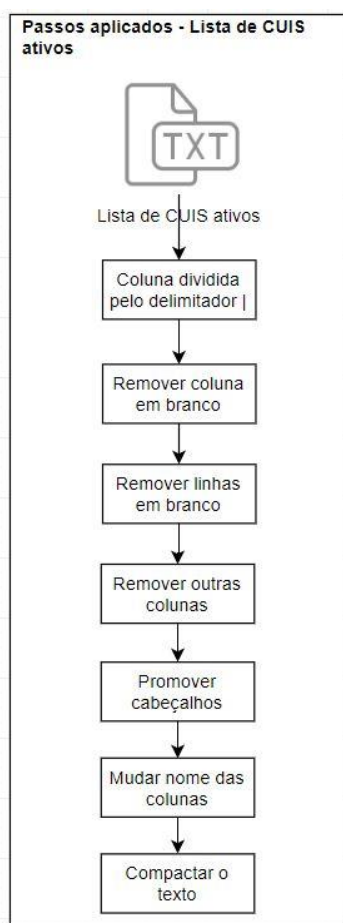 Passos aplicados - Lista de CUIS
ativos
TXT
Lista de CUIS ativos
Coluna dividida
pelo delimitador |
Remover coluna
em branco
Remover linhas
em branco
Remover outras
colunas
Promover
cabeçalhos
Mudar nome das
colunas
Compactar o
texto